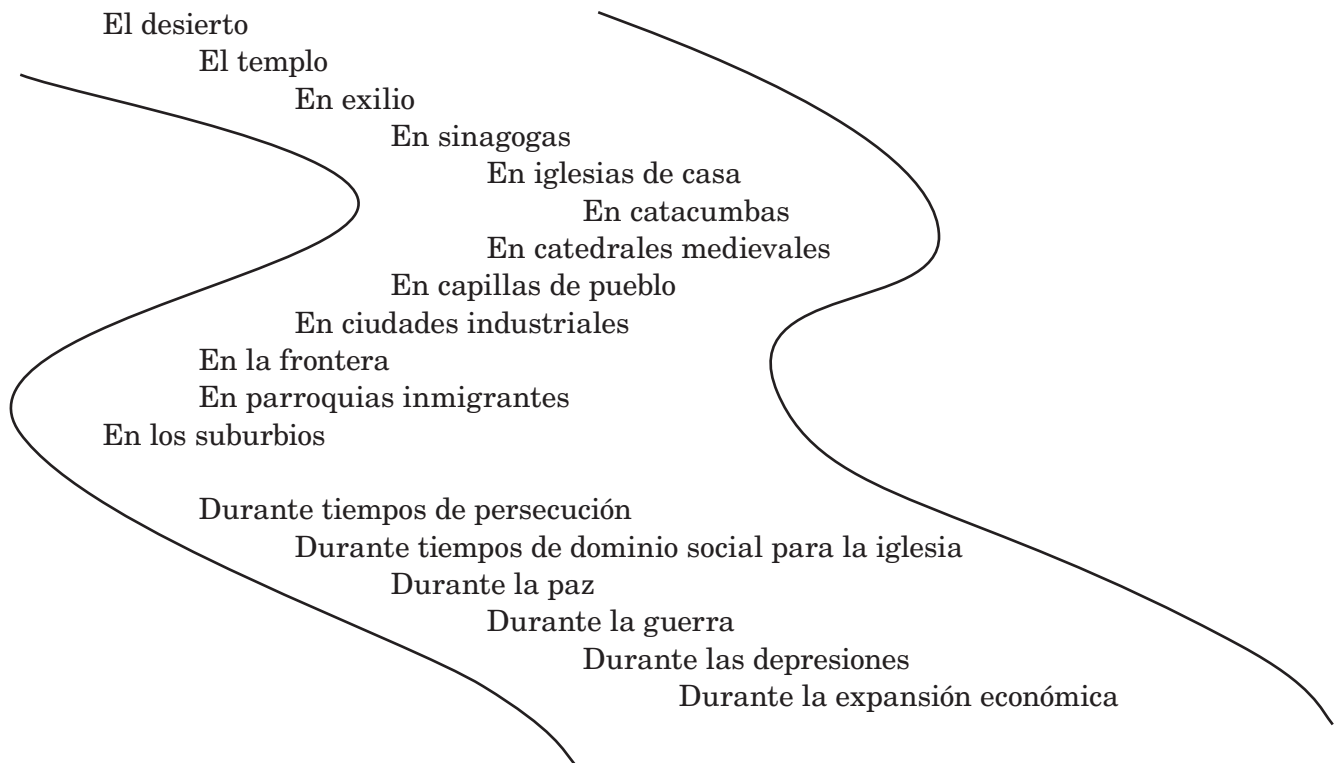 El desierto
El templo
En exilio
En sinagogas
En iglesias de casa
En catacumbas
En catedrales medievales
En capillas de pueblo
En ciudades industriales
En la frontera
En parroquias inmigrantes
En los suburbios
Durante tiempos de persecución
Durante tiempos de dominio social para la iglesia
Durante la paz
Durante la guerra
Durante las depresiones
Durante la expansión económica